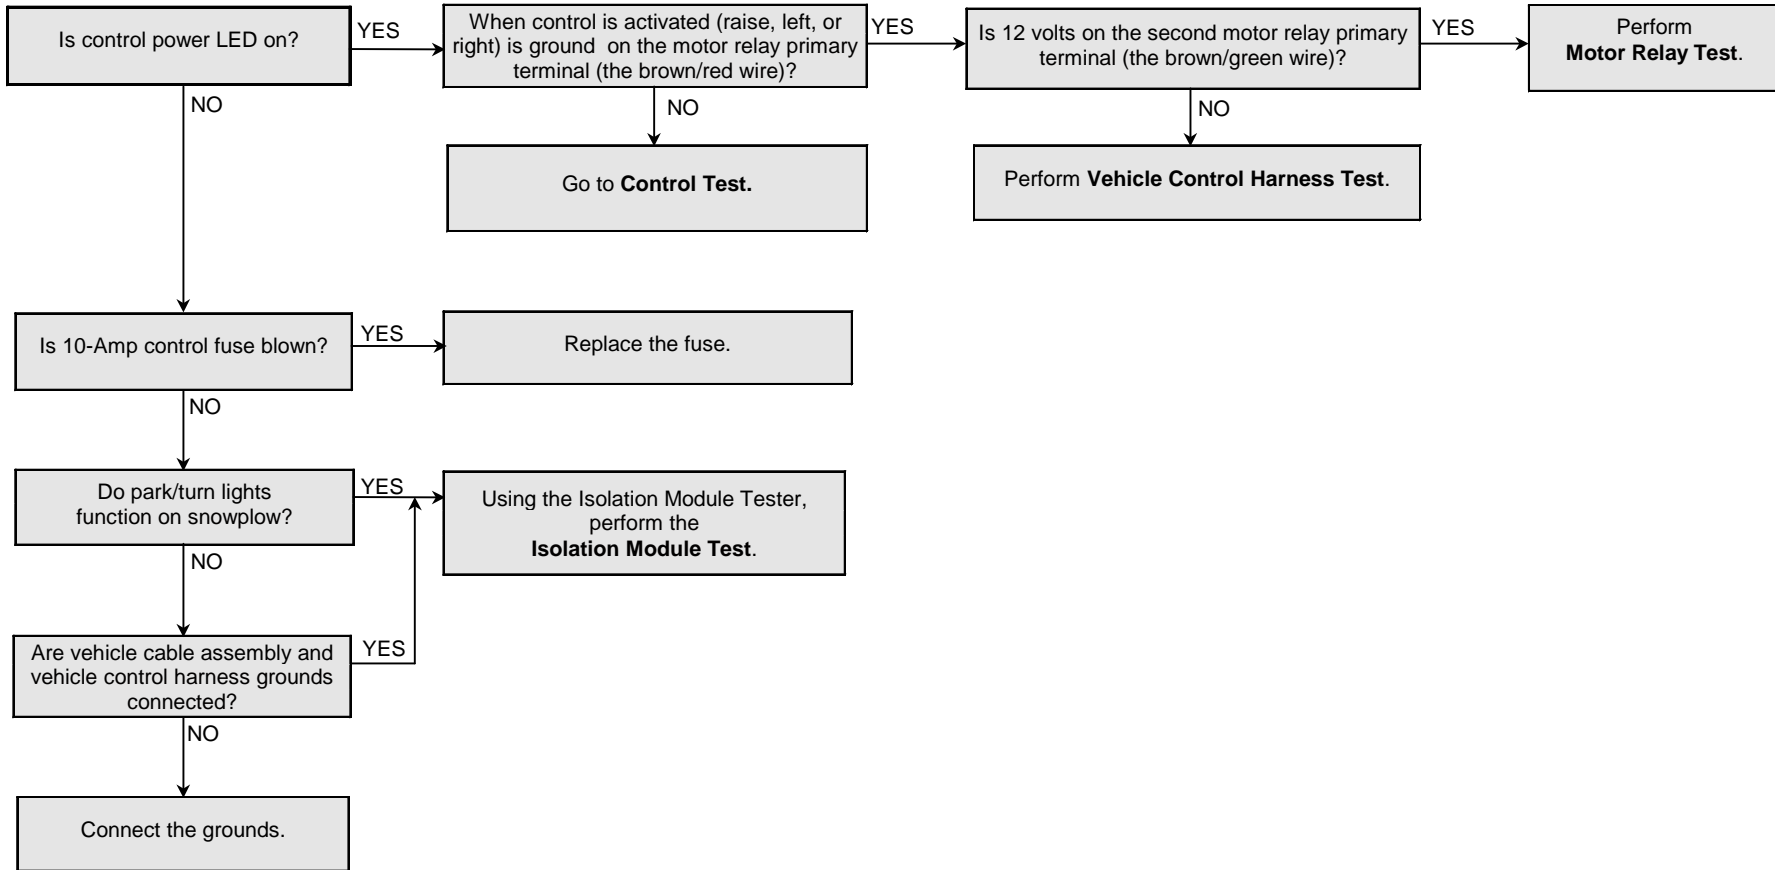 Is control power LED on?
YES
When control is activated (raise, left, or
right) is ground on the motor relay primary
terminal (the brown/red wire)?
YES
Is 12 volts on the second motor relay primary
terminal (the brown/green wire)?
YES
Perform
Motor Relay Test.
NO
NO
NO
Go to Control Test.
Perform Vehicle Control Harness Test.
Is 10-Amp control fuse blown?
YES
Replace the fuse.
NO
Do park/turn lights
function on snowplow?
YES
Using the Isolation Module Tester,
perform the
Isolation Module Test.
NO
Are vehicle cable assembly and
vehicle control harness grounds
connected?
YES
NO
Connect the grounds.